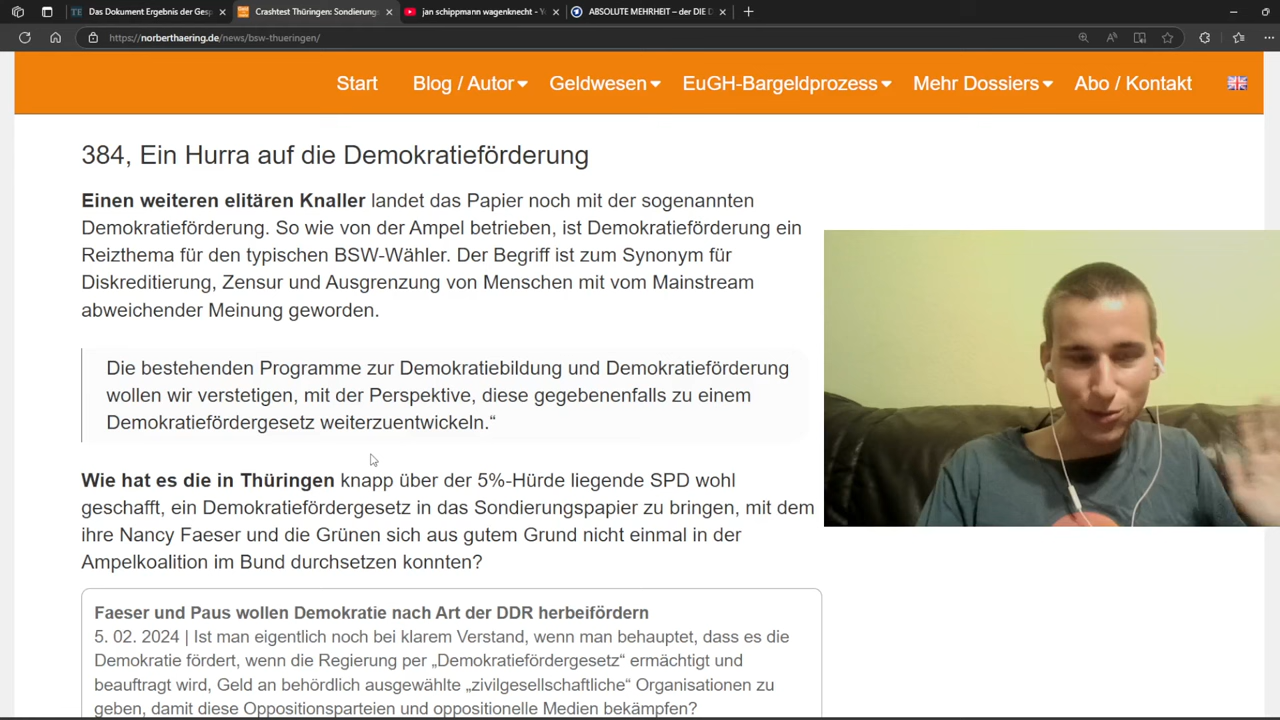 Das Dokument Ergebnis der Gesp
Crashtest Thüringen: Sondierungs
jan schippmann wagenknecht - Yo
ABSOLUTE MEHRHEIT – der DIE D
https://norberthaering.de/news/bsw-thueringen/
Start
Blog / Autor
Geldwesen
EuGH-Bargeldprozess
Mehr Dossiers
Abo / Kontakt
384, Ein Hurra auf die Demokratieförderung
Einen weiteren elitären Knaller landet das Papier noch mit der sogenannten
Demokratieförderung. So wie von der Ampel betrieben, ist Demokratieförderung ein
Reizthema für den typischen BSW-Wähler. Der Begriff ist zum Synonym für
Diskreditierung, Zensur und Ausgrenzung von Menschen mit vom Mainstream
abweichender Meinung geworden.
Die bestehenden Programme zur Demokratiebildung und Demokratieförderung
wollen wir verstetigen, mit der Perspektive, diese gegebenenfalls zu einem
Demokratiefördergesetz weiterzuentwickeln.“
Wie hat es die in Thüringen knapp über der 5%-Hürde liegende SPD wohl
geschafft, ein Demokratiefördergesetz in das Sondierungspapier zu bringen, mit dem
ihre Nancy Faeser und die Grünen sich aus gutem Grund nicht einmal in der
Ampelkoalition im Bund durchsetzen konnten?
Faeser und Paus wollen Demokratie nach Art der DDR herbeifördern
5. 02. 2024 | Ist man eigentlich noch bei klarem Verstand, wenn man behauptet, dass es die
Demokratie fördert, wenn die Regierung per „Demokratiefördergesetz“ ermächtigt und
beauftragt wird, Geld an behördlich ausgewählte „zivilgesellschaftliche“ Organisationen zu
geben, damit diese Oppositionsparteien und oppositionelle Medien bekämpfen?